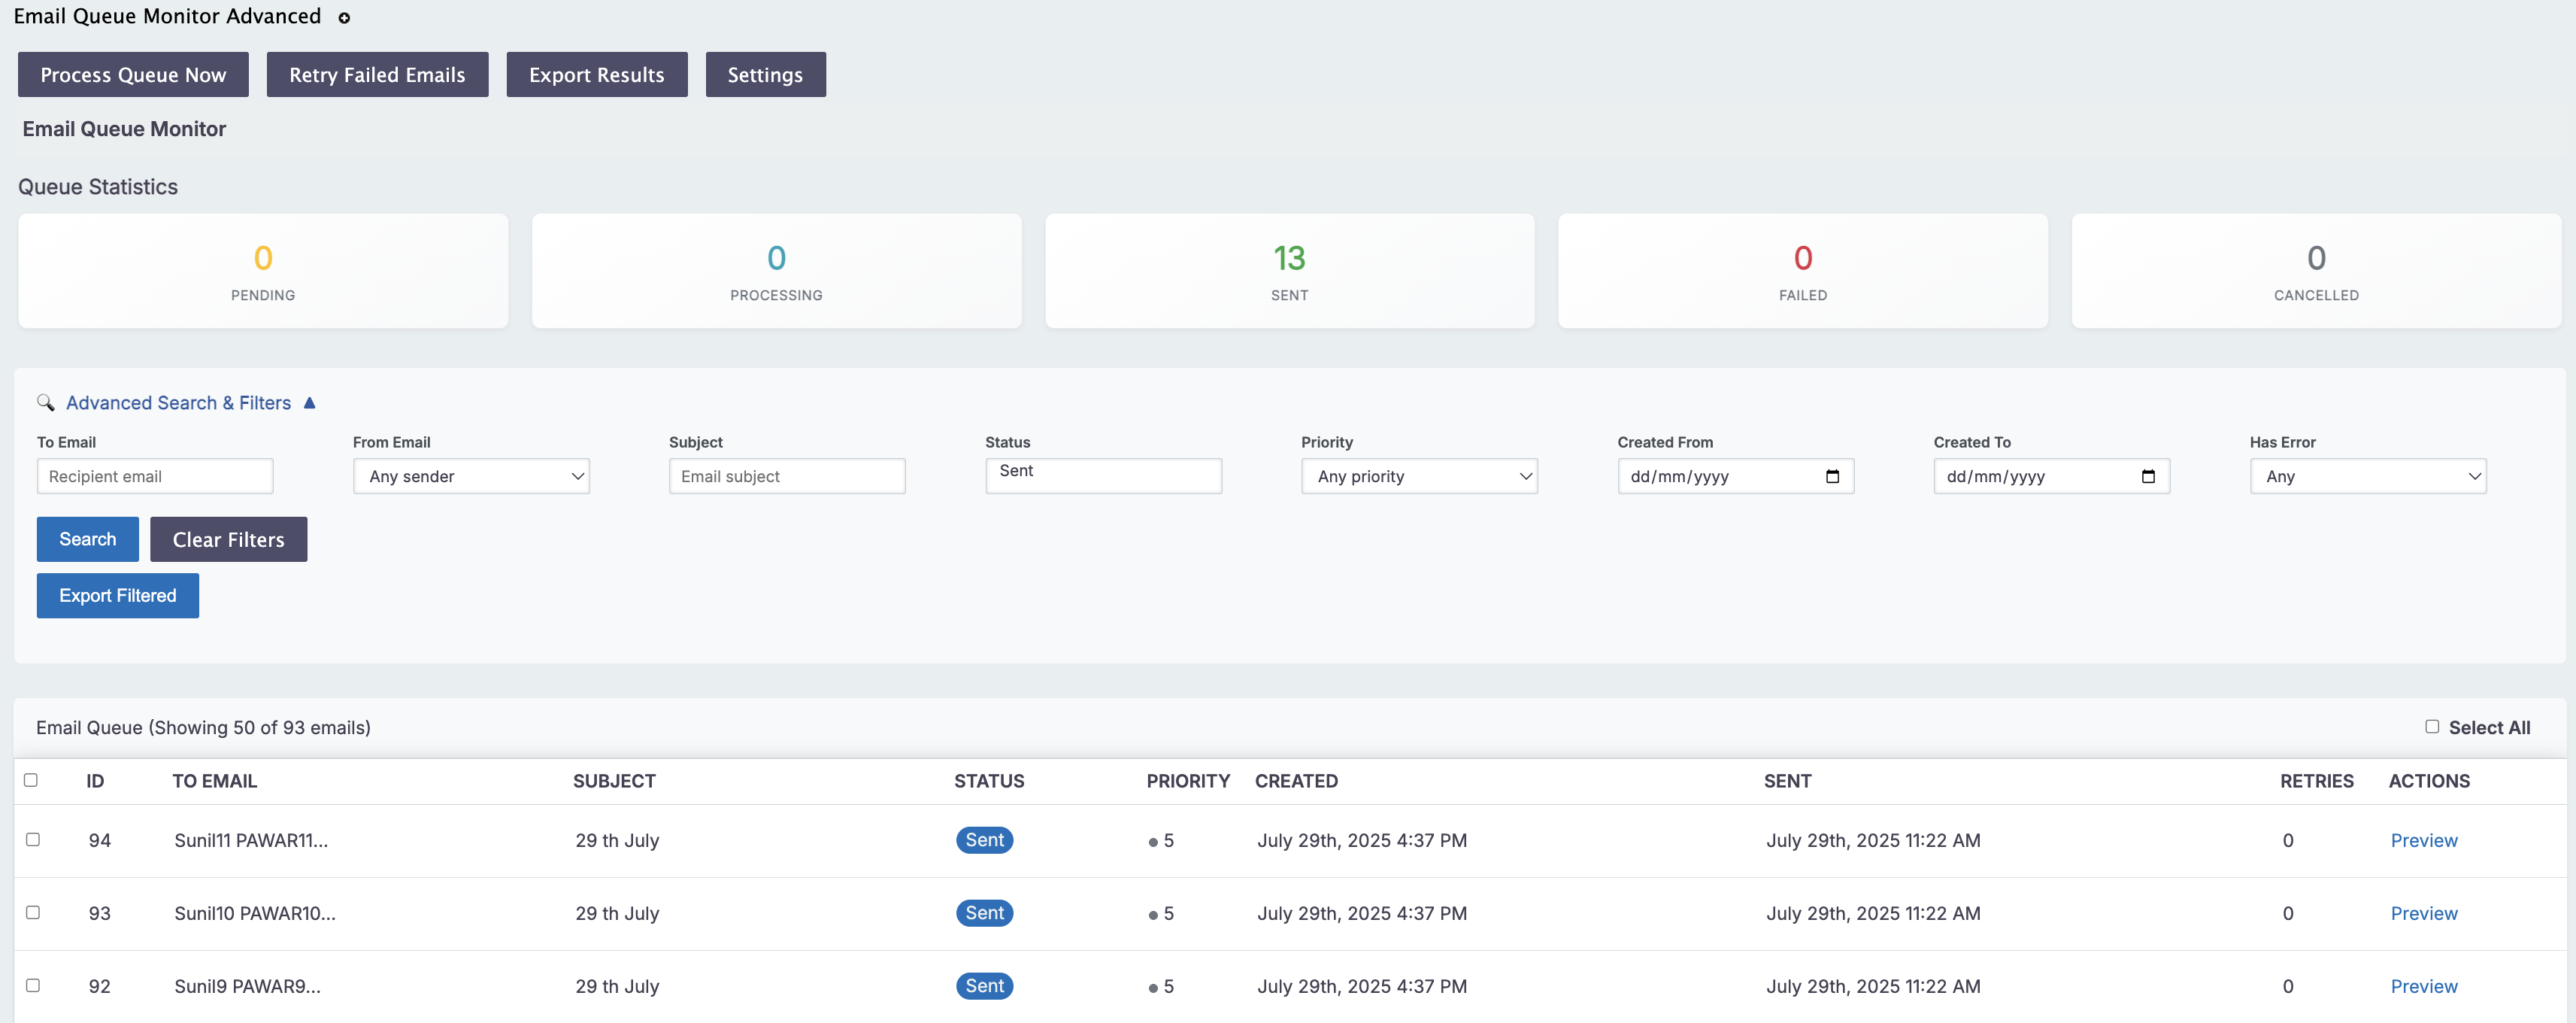 Email Queue Monitor Advanced
Process Queue Now Retry Failed Emails Export Results Settings
Email Queue Monitor
Queue Statistics
0 0 13 0 0
PENDING PROCESSING SENT FAILED CANCELLED
Advanced Search & Filters ▲
To Email From Email Subject Status Priority Created From Created To Has Error
Recipient email Any sender Email subject Sent Any priority dd/mm/yyyy dd/mm/yyyy Any
Search Clear Filters
Export Filtered
Email Queue (Showing 50 of 93 emails) Select All
ID TO EMAIL SUBJECT STATUS PRIORITY CREATED SENT RETRIES ACTIONS
94 Sunil11 PAWAR11... 29 th July Sent ● 5 July 29th, 2025 4:37 PM July 29th, 2025 11:22 AM 0 Preview
93 Sunil10 PAWAR10... 29 th July Sent ● 5 July 29th, 2025 4:37 PM July 29th, 2025 11:22 AM 0 Preview
92 Sunil9 PAWAR9... 29 th July Sent ● 5 July 29th, 2025 4:37 PM July 29th, 2025 11:22 AM 0 Preview